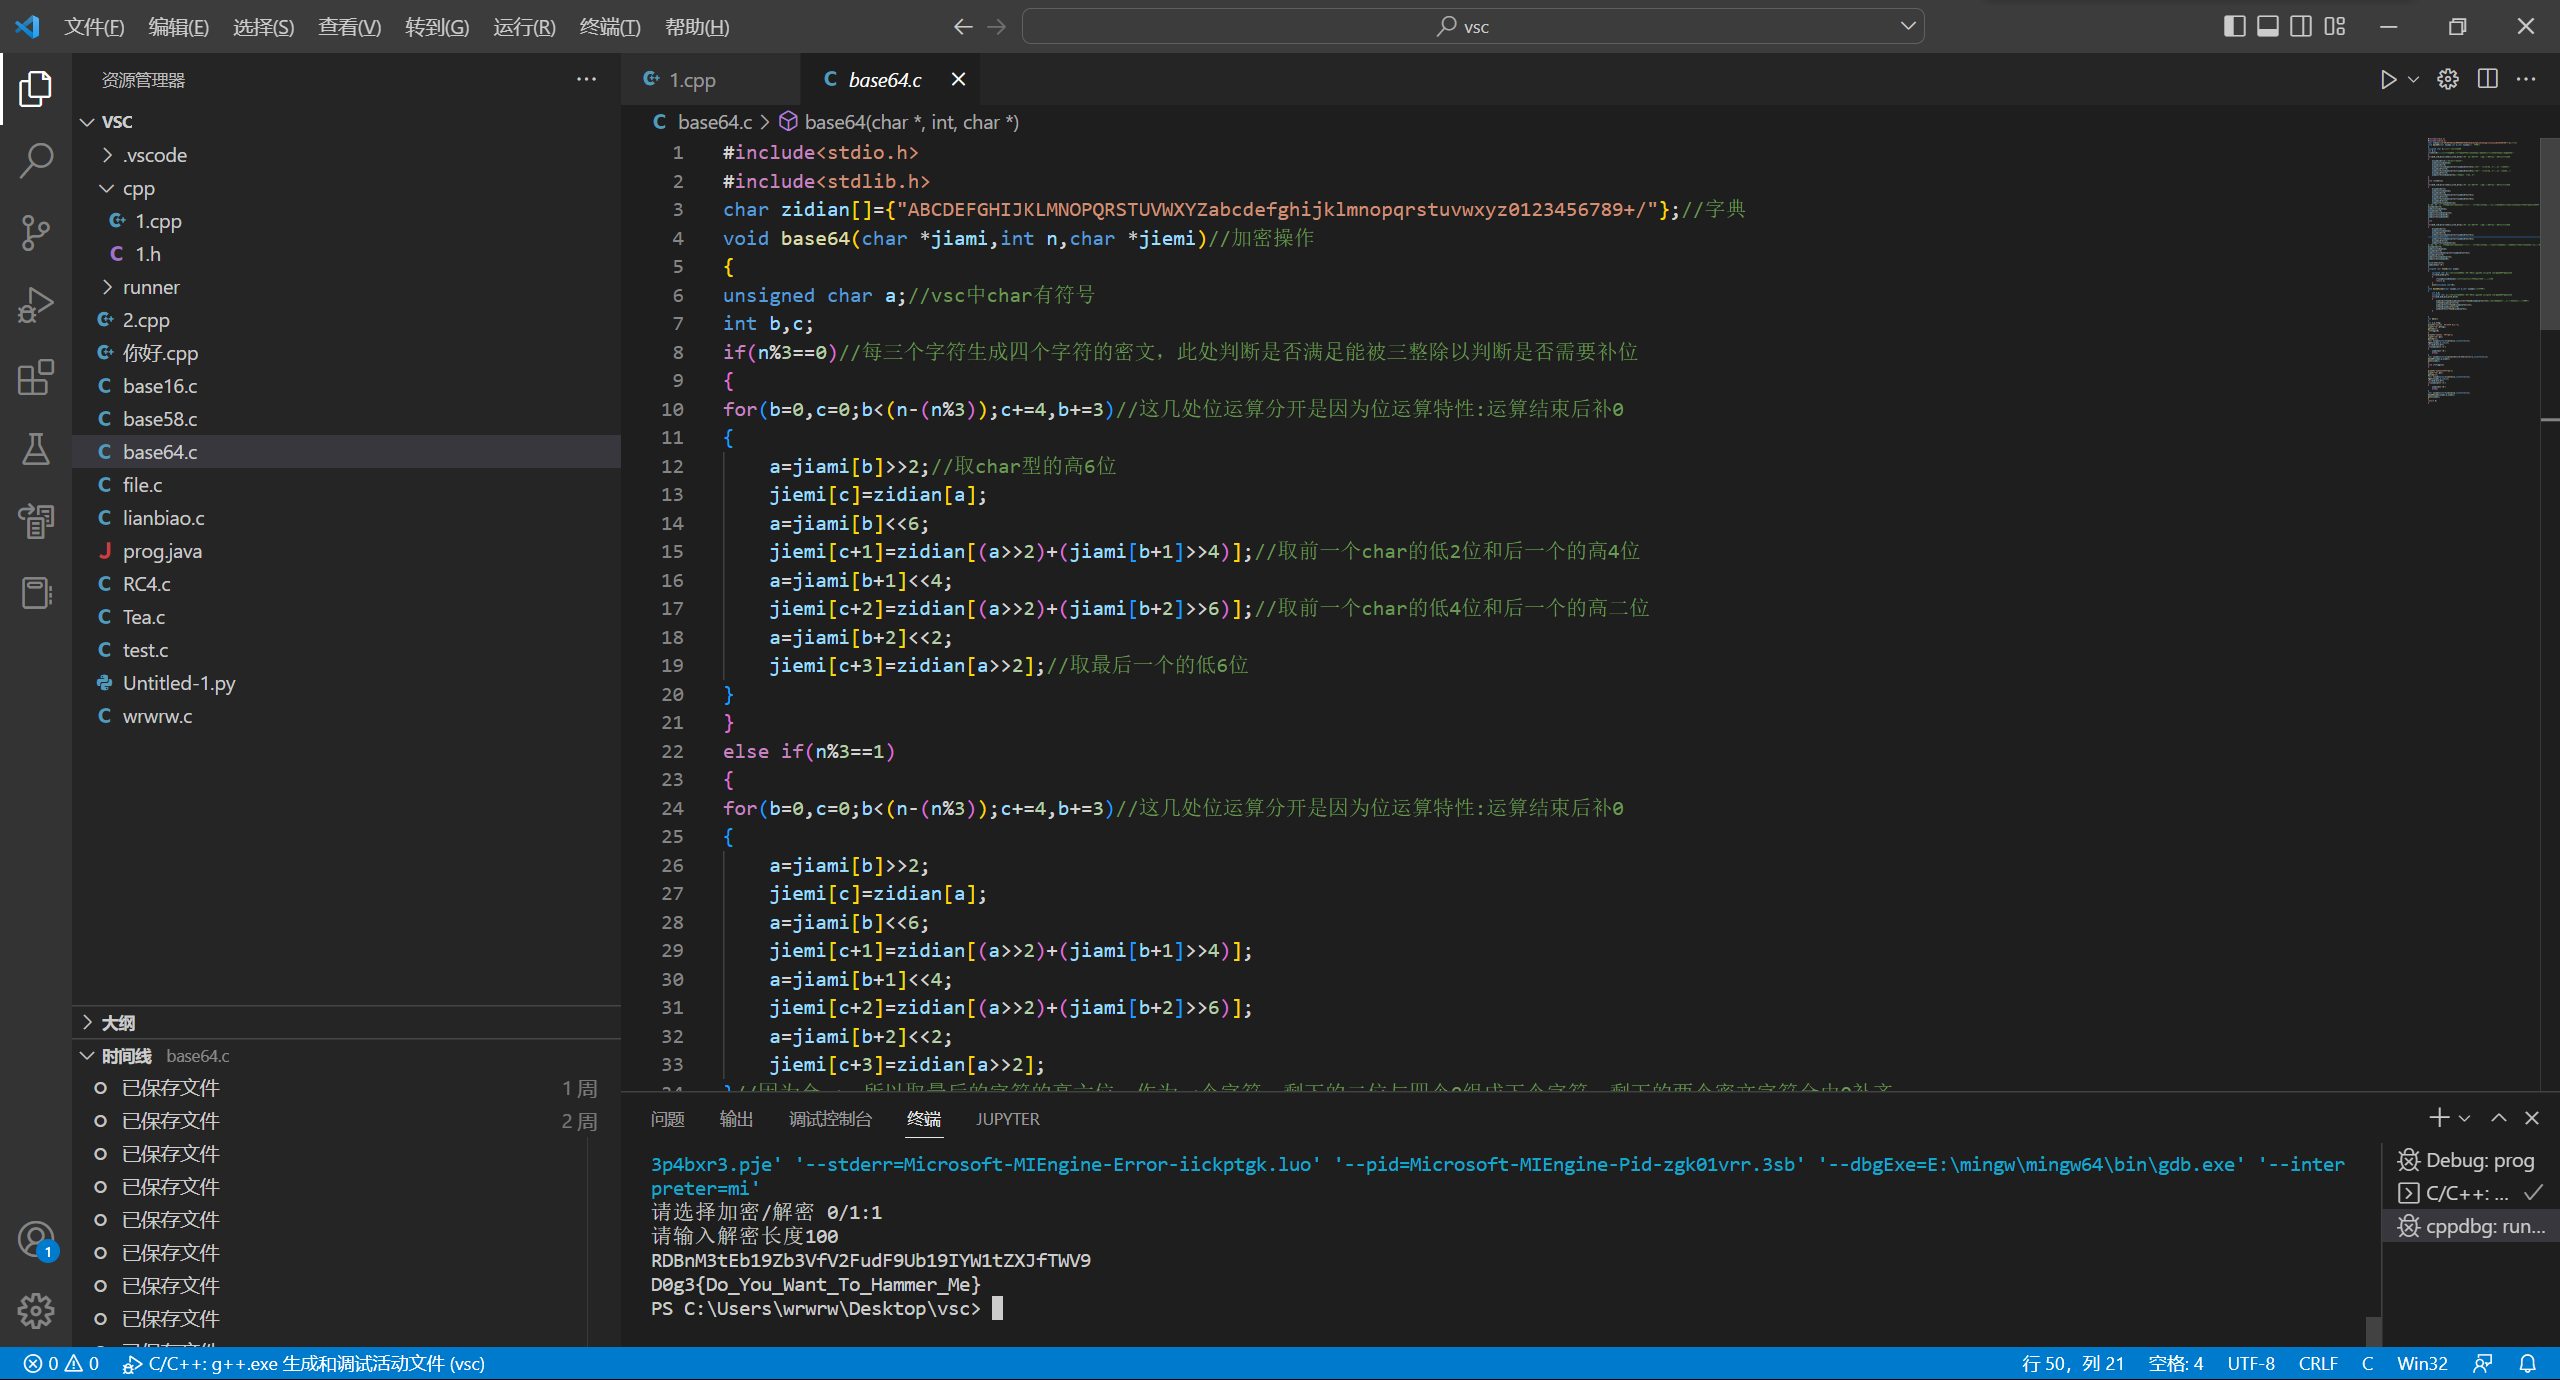 文件(F) 编辑(E) 选择(S) 查看(V) 转到(G) 运行(R) 终端(T) 帮助(H)
vsc
资源管理器
VSC
.vscode
cpp
1.cpp
1.h
runner
2.cpp
你好.cpp
base16.c
base58.c
base64.c
file.c
lianbiao.c
prog.java
RC4.c
Tea.c
test.c
Untitled-1.py
wrwrw.c
大纲
时间线 base64.c
已保存文件 1 周
已保存文件 2 周
已保存文件
已保存文件
已保存文件
已保存文件
已保存文件
已保存文件
1
1.cpp
base64.c
base64.c > base64(char *, int, char *)
1 #include<stdio.h>
2 #include<stdlib.h>
3 char zidian[]={"ABCDEFGHIJKLMNOPQRSTUVWXYZabcdefghijklmnopqrstuvwxyz0123456789+/"};//字典
4 void base64(char *jiami,int n,char *jiemi)//加密操作
5 {
6 unsigned char a;//vsc中char有符号
7 int b,c;
8 if(n%3==0)//每三个字符生成四个字符的密文，此处判断是否满足能被三整除以判断是否需要补位
9 {
10 for(b=0,c=0;b<(n-(n%3));c+=4,b+=3)//这几处位运算分开是因为位运算特性:运算结束后补0
11 {
12 a=jiami[b]>>2;//取char型的高6位
13 jiemi[c]=zidian[a];
14 a=jiami[b]<<6;
15 jiemi[c+1]=zidian[(a>>2)+(jiami[b+1]>>4)];//取前一个char的低2位和后一个的高4位
16 a=jiami[b+1]<<4;
17 jiemi[c+2]=zidian[(a>>2)+(jiami[b+2]>>6)];//取前一个char的低4位和后一个的高二位
18 a=jiami[b+2]<<2;
19 jiemi[c+3]=zidian[a>>2];//取最后一个的低6位
20 }
21 }
22 else if(n%3==1)
23 {
24 for(b=0,c=0;b<(n-(n%3));c+=4,b+=3)//这几处位运算分开是因为位运算特性:运算结束后补0
25 {
26 a=jiami[b]>>2;
27 jiemi[c]=zidian[a];
28 a=jiami[b]<<6;
29 jiemi[c+1]=zidian[(a>>2)+(jiami[b+1]>>4)];
30 a=jiami[b+1]<<4;
31 jiemi[c+2]=zidian[(a>>2)+(jiami[b+2]>>6)];
32 a=jiami[b+2]<<2;
33 jiemi[c+3]=zidian[a>>2];
问题 输出 调试控制台 终端 JUPYTER
3p4bxr3.pje' '--stderr=Microsoft-MIEngine-Error-iickptgk.luo' '--pid=Microsoft-MIEngine-Pid-zgk01vrr.3sb' '--dbgExe=E:\mingw\mingw64\bin\gdb.exe' '--inter
preter=mi'
请选择加密/解密 0/1:1
请输入解密长度100
RDBnM3tEb19Zb3VfV2FudF9Ub19IYW1tZXJfTWV9
D0g3{Do_You_Want_To_Hammer_Me}
PS C:\Users\wrwrw\Desktop\vsc>
Debug: prog
C/C++: ...
cppdbg: run...
0 0 C/C++: g++.exe 生成和调试活动文件 (vsc)
行 50，列 21 空格: 4 UTF-8 CRLF C Win32